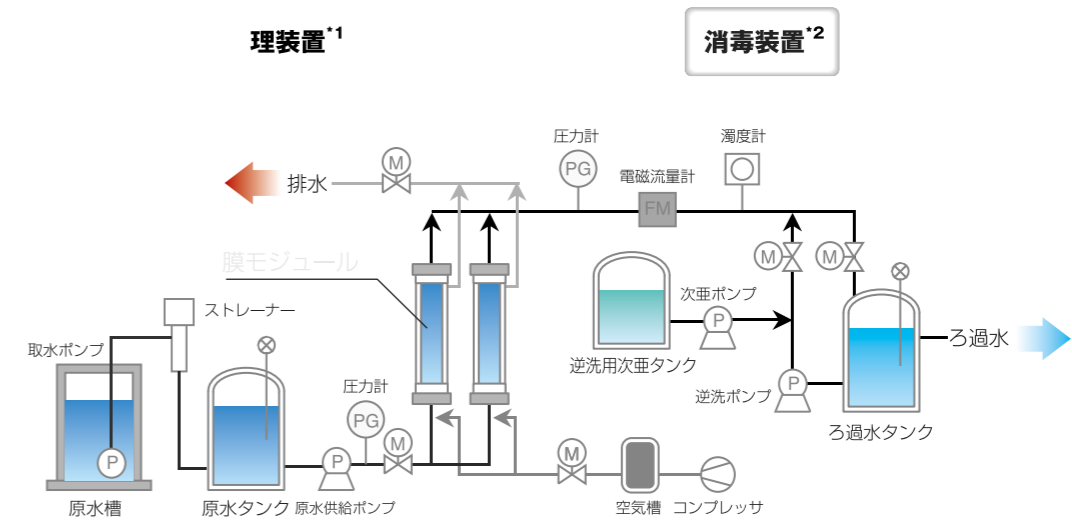 理装置*1
消毒装置*2
圧力計
濁度計
M
PG
電磁流量計
排水
FM
膜モジュール
M
M
次亜ポンプ
ストレーナー
P
ろ過水
取水ポンプ
逆洗用次亜タンク
圧力計
P
逆洗ポンプ
PG
ろ過水タンク
M
M
P
P
原水槽
原水タンク
原水供給ポンプ
空気槽
コンプレッサ